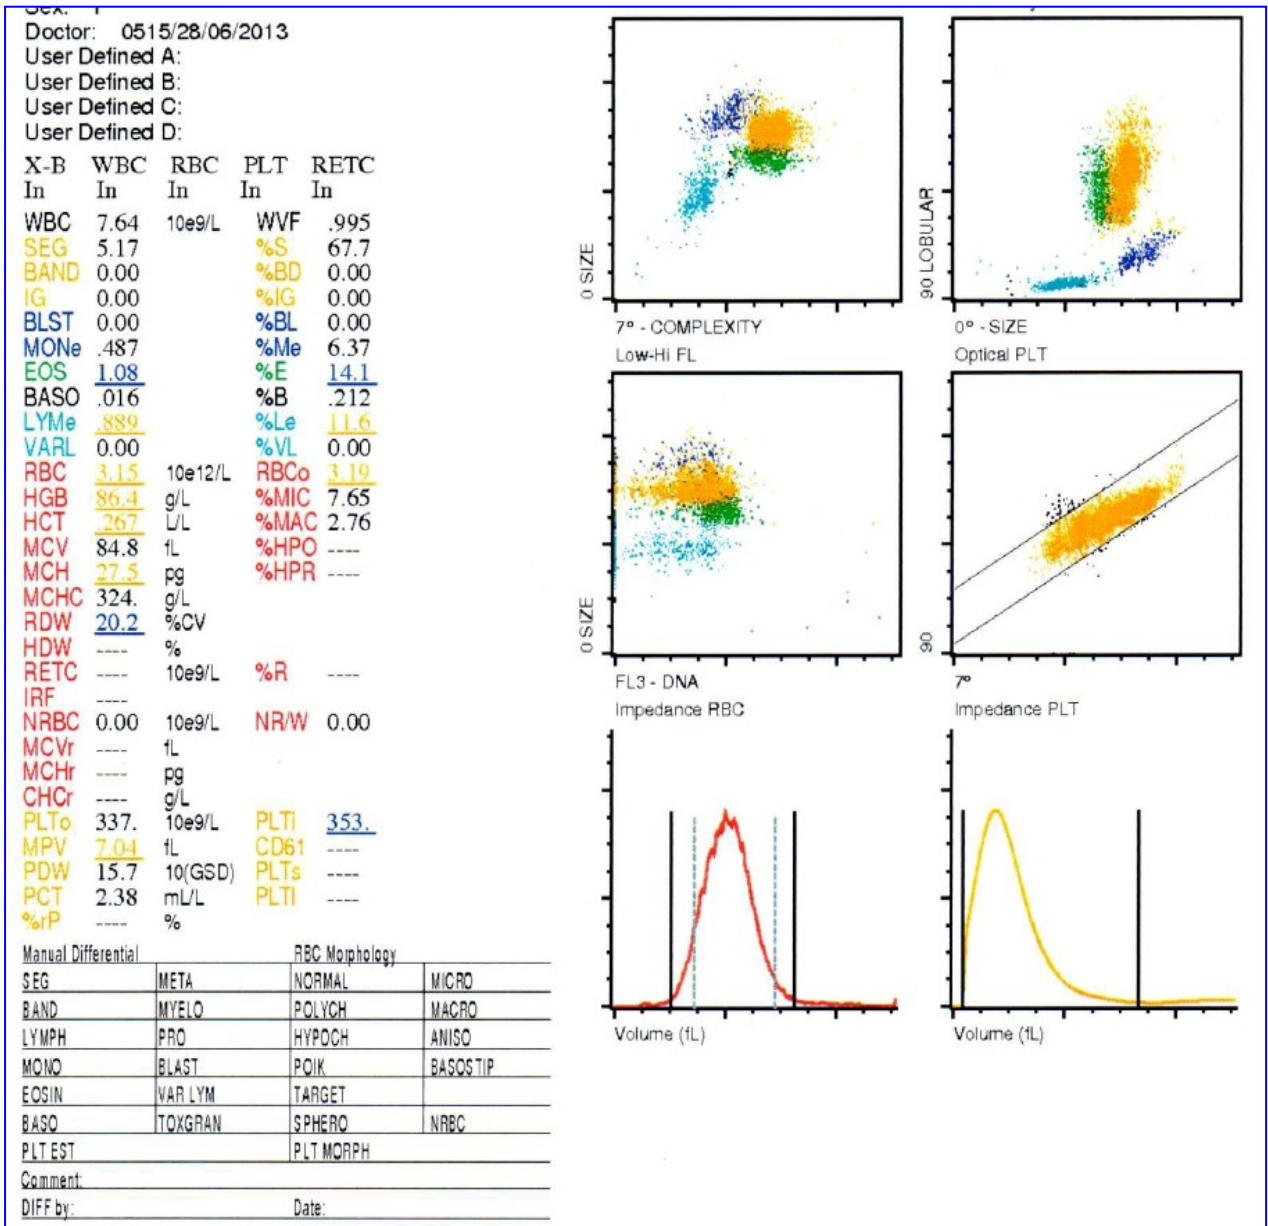 Sex: F
Doctor: 0515/28/06/2013
User Defined A:
User Defined B:
User Defined C:
User Defined D:
X-B WBC RBC PLT RETC
In In In In In
WBC 7.64 10e9/L WVF .995
SEG 5.17 %S 67.7
BAND 0.00 %BD 0.00
IG 0.00 %IG 0.00
BLST 0.00 %BL 0.00
MONe .487 %Me 6.37
EOS 1.08 %E 14.1
BASO .016 %B .212
LYMe .889 %Le 11.6
VARL 0.00 %VL 0.00
RBC 3.15 10e12/L RBCo 3.19
HGB 86.4 g/L %MIC 7.65
HCT .267 L/L %MAC 2.76
MCV 84.8 fL %HPO ----
MCH 27.5 pg %HPR ----
MCHC 324. g/L
RDW 20.2 %CV
HDW ---- %
RETC ---- 10e9/L %R ----
IRF ----
NRBC 0.00 10e9/L NR/W 0.00
MCVr ---- fL
MCHr ---- pg
CHCr ---- g/L
PLTo 337. 10e9/L PLTi 353.
MPV 7.04 fL CD61 ----
PDW 15.7 10(GSD) PLTs ----
PCT 2.38 mL/L PLTl ----
%rP ---- %
Manual Differential RBC Morphology
SEG META NORMAL MICRO
BAND MYELO POLYCH MACRO
LYMPH PRO HYPOCH ANISO
MONO BLAST POIK BASOSTIP
EOSIN VAR LYM TARGET
BASO TOXGRAN SPHERO NRBC
PLT EST PLT MORPH
Comment:
DIFF by: Date:
0 SIZE
7° - COMPLEXITY
90 LOBULAR
0° - SIZE
Low-Hi FL
0 SIZE
FL3 - DNA
Optical PLT
90
7°
Impedance RBC
Volume (fL)
Impedance PLT
Volume (fL)